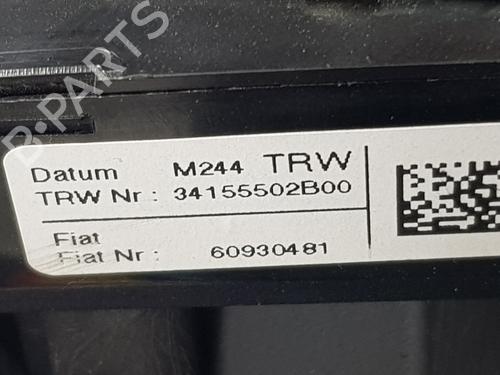 B-PARTS
Datum M244 TRW
TRW Nr : 34155502B00
Fiat
Fiat Nr : 60930481